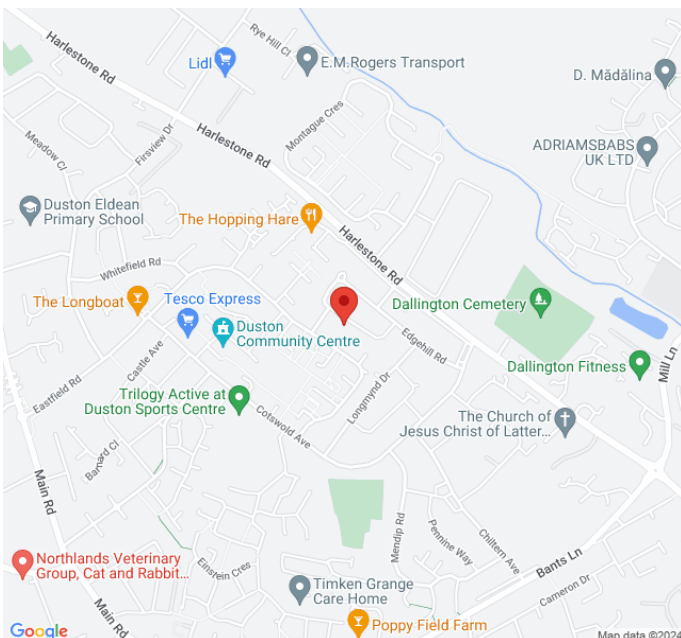 Rye Hill Cl
Harlestone Rd
Lidl
E.M.Rogers Transport
D. Mădălina
Montague Cres
Firsview Dr
Harlestone Rd
Meadow Cl
ADRIAMSBABS
UK LTD
Duston Eldean
Primary School
The Hopping Hare
Harlestone Rd
Whitefield Rd
The Longboat
Tesco Express
Dallington Cemetery
Duston
Community Centre
Edgehill Rd
Castle Ave
Mill Ln
Dallington Fitness
Eastfield Rd
Trilogy Active at
Duston Sports Centre
Longmynd Dr
Cotswold Ave
The Church of
Jesus Christ of Latter...
Barnard Cl
Main Rd
Mendip Rd
Pennine Way
Chiltern Ave
Northlands Veterinary
Group, Cat and Rabbit...
Einstein Cres
Bants Ln
Timken Grange
Care Home
Cameron Dr
Main Rd
Poppy Field Farm
Google
Map data ©2024